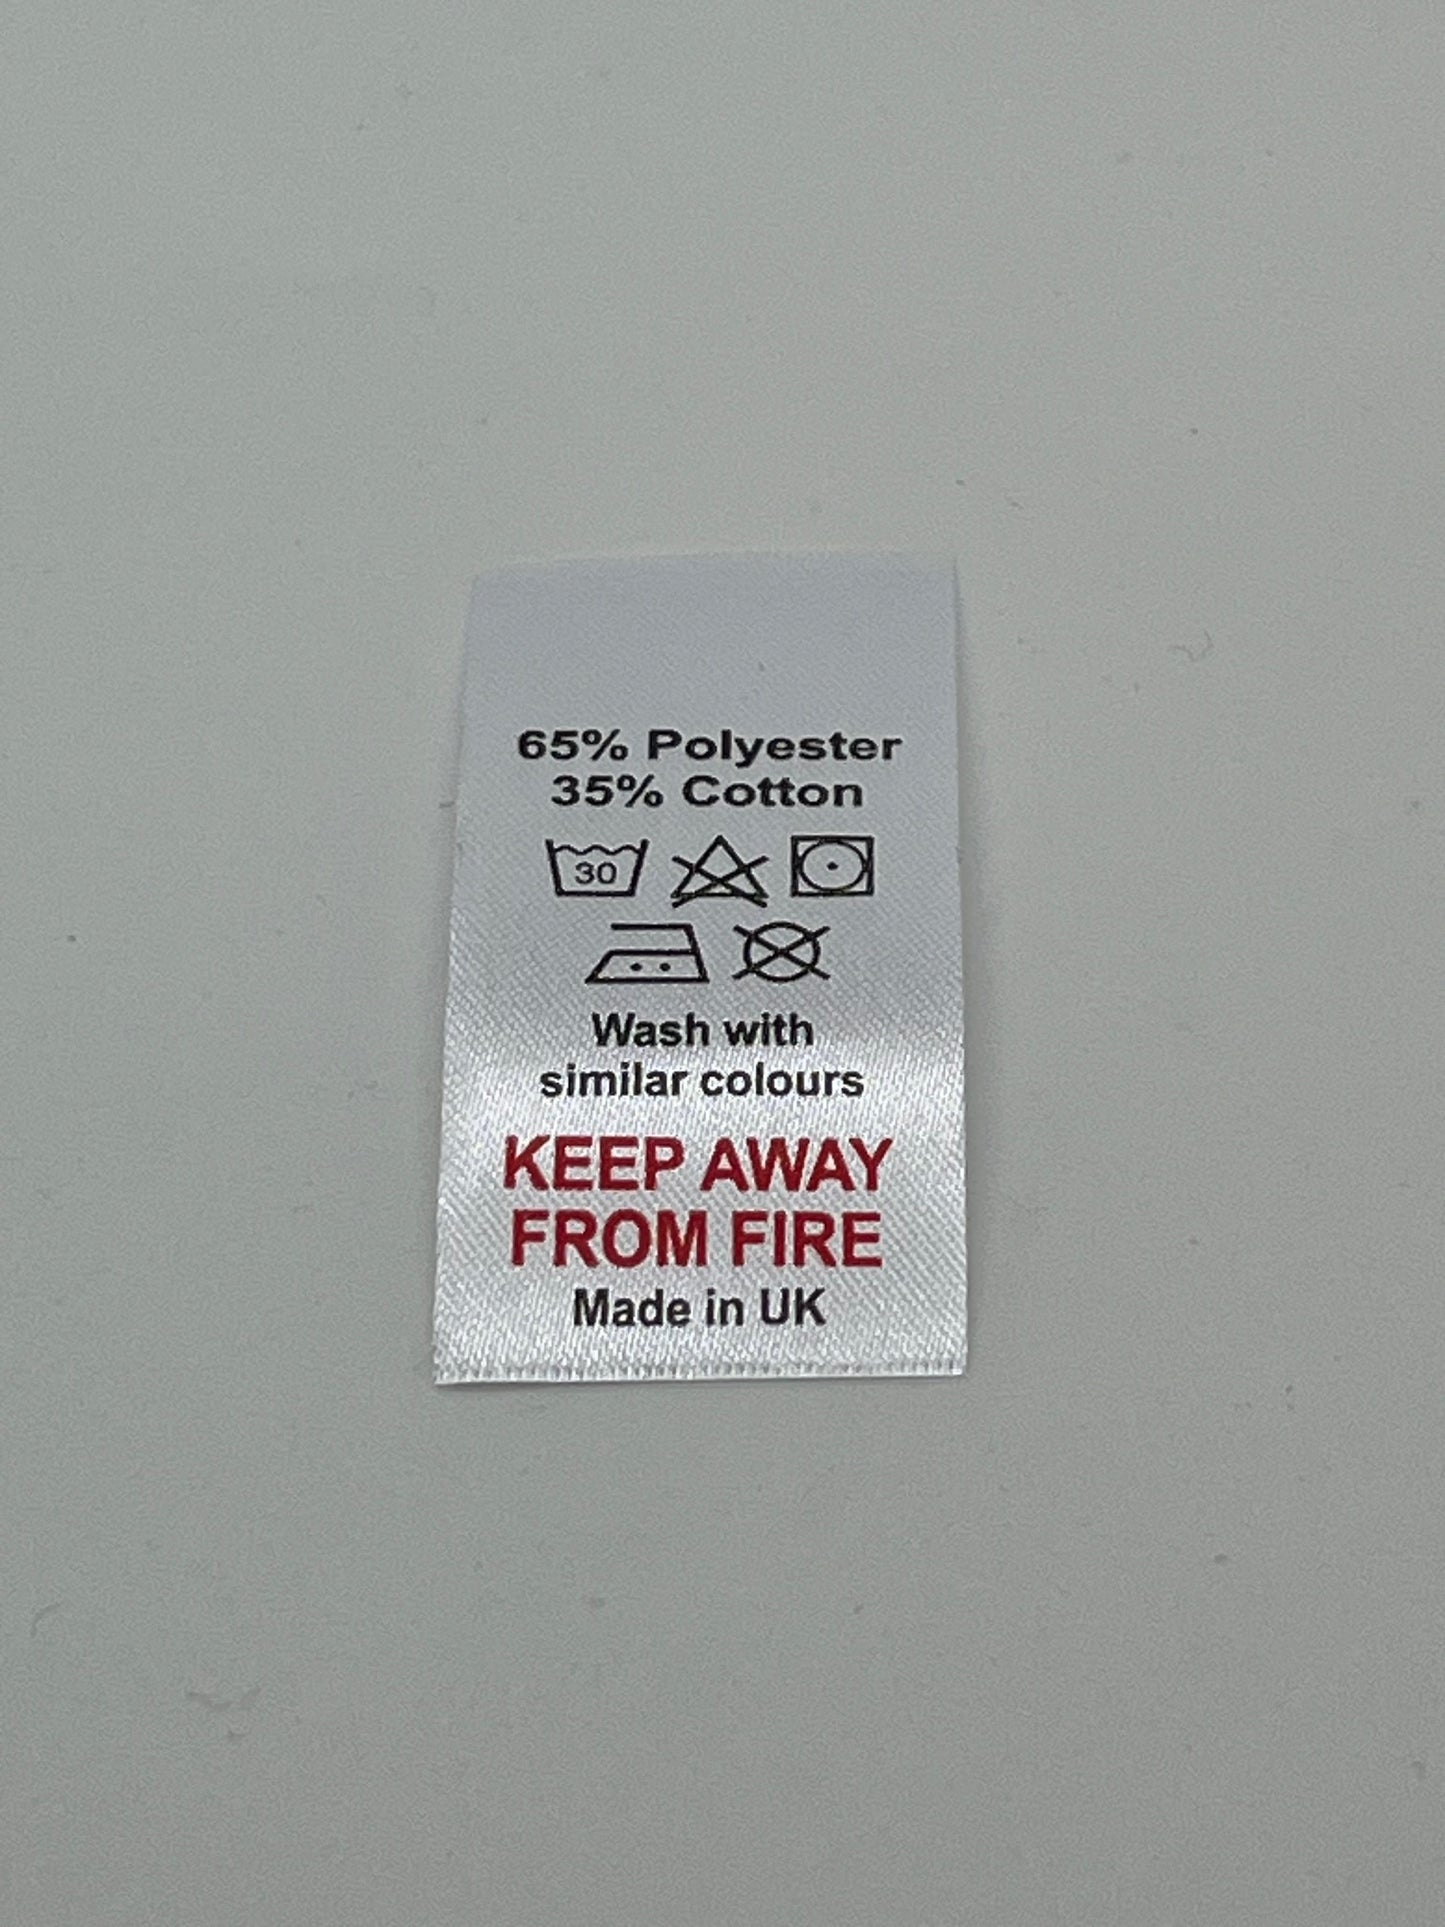 65% Polyester
35% Cotton
30
Wash with
similar colours
KEEP AWAY
FROM FIRE
Made in UK